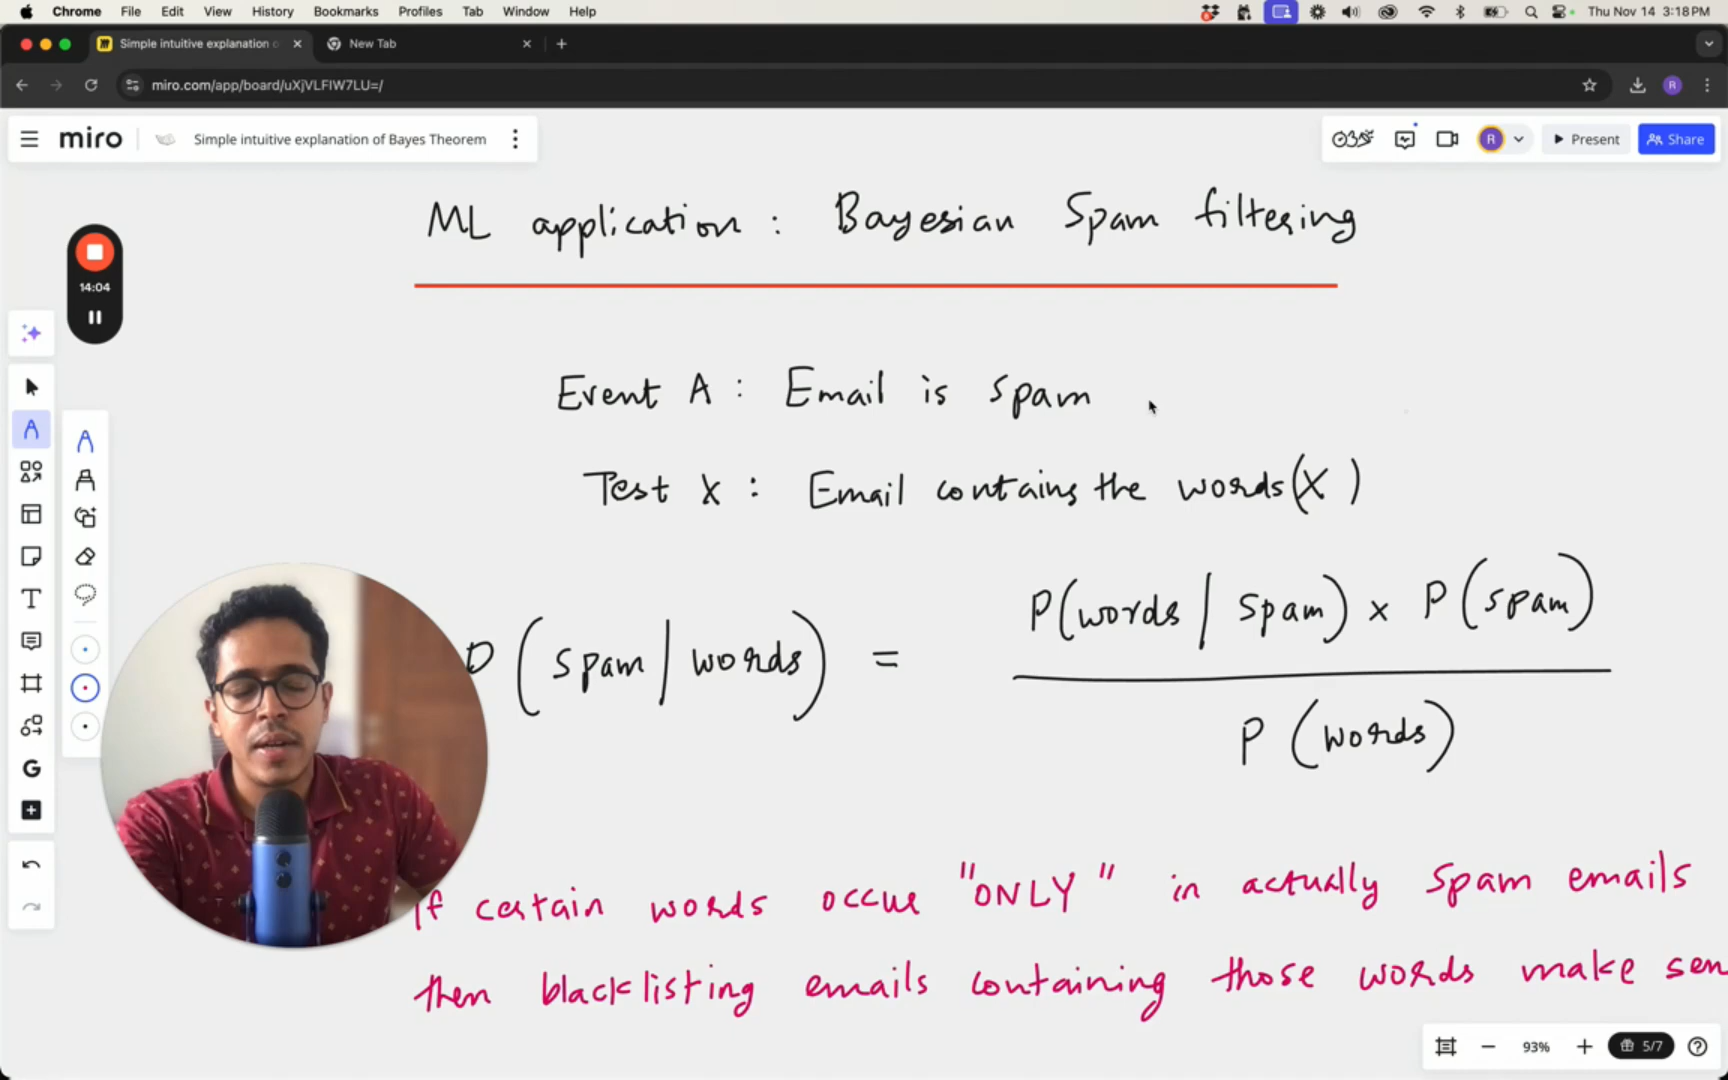 Chrome File Edit View History Bookmarks Profiles Tab Window Help Thu Nov 14 3:18 PM
Simple intuitive explanation o New Tab
miro.com/app/board/uXjVLFIW7LU=/ R
miro Simple intuitive explanation of Bayes Theorem R Present Share
ML application : Bayesian Spam filtering
14:04
Event A : Email is spam
Test X : Email contains the words (X)
P(words / spam) x P(spam)
P(spam | words) =
P (words)
T
G
If certain words occur "ONLY" in actually spam emails
then blacklisting emails containing those words make sen
93% 5/7